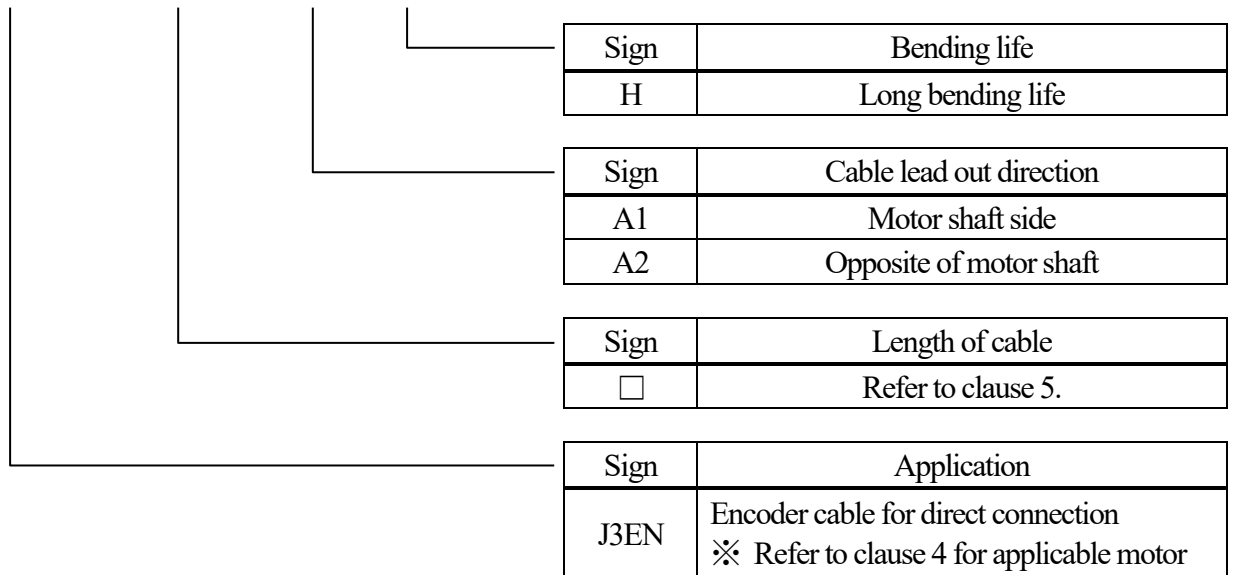 Sign Bending life
H Long bending life
Sign Cable lead out direction
A1 Motor shaft side
A2 Opposite of motor shaft
Sign Length of cable
□ Refer to clause 5.
Sign Application
J3EN Encoder cable for direct connection
※ Refer to clause 4 for applicable motor